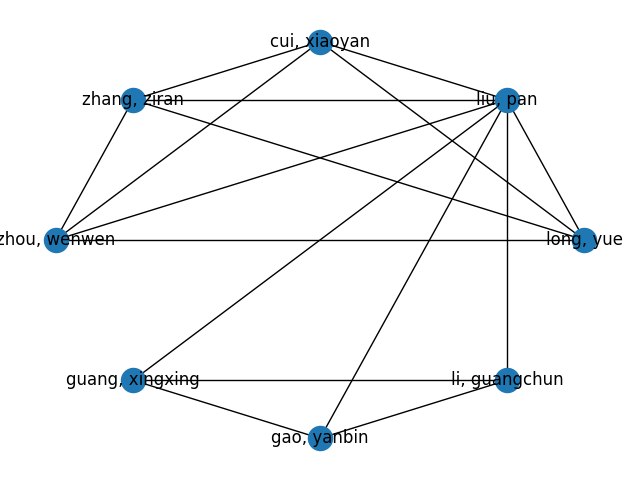 cui, xiaoyan
zhang, ziran
liu, pan
zhou, wenwen
long, yue
guang, xingxing
li, guangchun
gao, yanbin